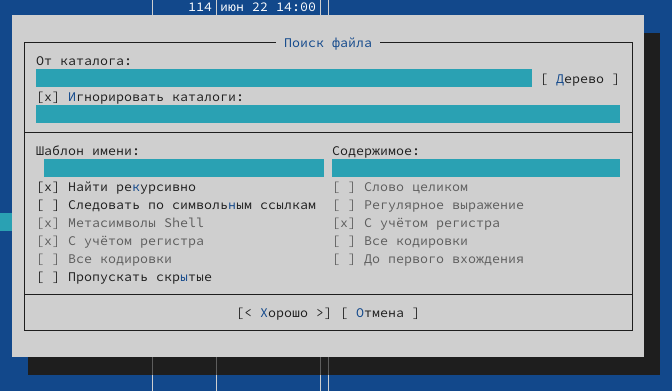 114 июн 22 14:00
Поиск файла
От каталога:
[ Дерево ]
[x] Игнорировать каталоги:
Шаблон имени: Содержимое:
[x] Найти рекурсивно [ ] Слово целиком
[ ] Следовать по символьным ссылкам [ ] Регулярное выражение
[x] Метасимволы Shell [x] С учётом регистра
[x] С учётом регистра [ ] Все кодировки
[ ] Все кодировки [ ] До первого вхождения
[ ] Пропускать скрытые
[< Хорошо >] [ Отмена ]